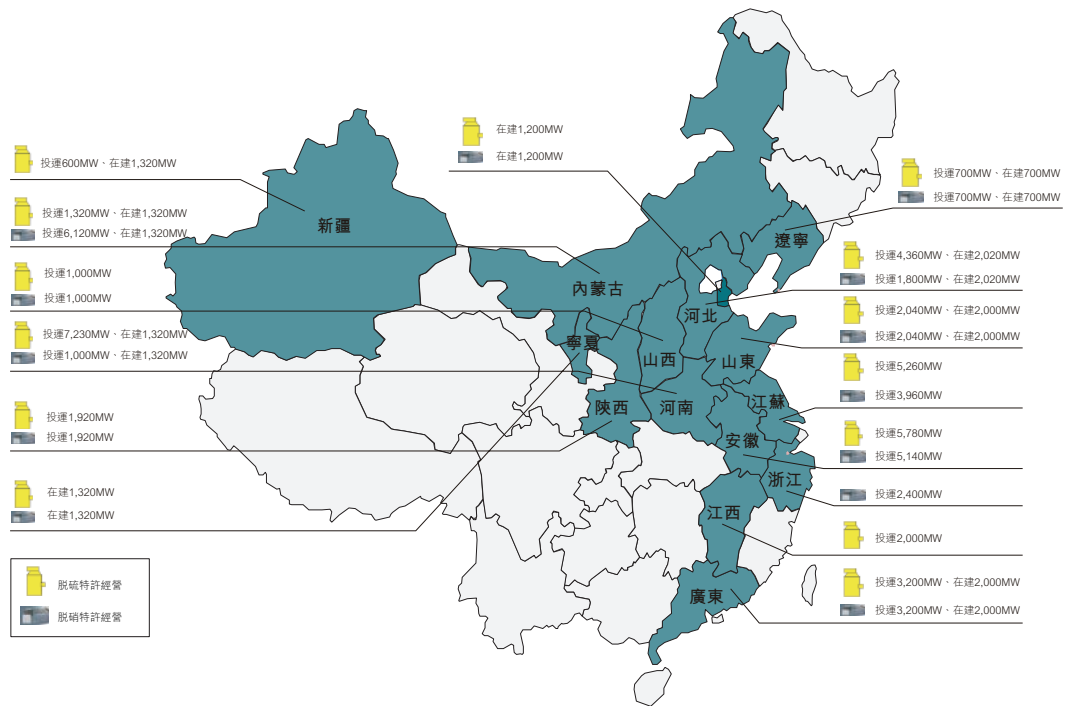 在建1,200MW
在建1,200MW
投運600MW、在建1,320MW
投運1,320MW、在建1,320MW
投運6,120MW、在建1,320MW
投運1,000MW
投運1,000MW
投運7,230MW、在建1,320MW
投運1,000MW、在建1,320MW
投運1,920MW
投運1,920MW
在建1,320MW
在建1,320MW
脱硫特許經營
脱硝特許經營
新疆
內蒙古
遼寧
河北
寧夏
山西
山東
陝西
河南
江蘇
安徽
浙江
江西
廣東
投運700MW、在建700MW
投運700MW、在建700MW
投運4,360MW、在建2,020MW
投運1,800MW、在建2,020MW
投運2,040MW、在建2,000MW
投運2,040MW、在建2,000MW
投運5,260MW
投運3,960MW
投運5,780MW
投運5,140MW
投運2,400MW
投運2,000MW
投運3,200MW、在建2,000MW
投運3,200MW、在建2,000MW